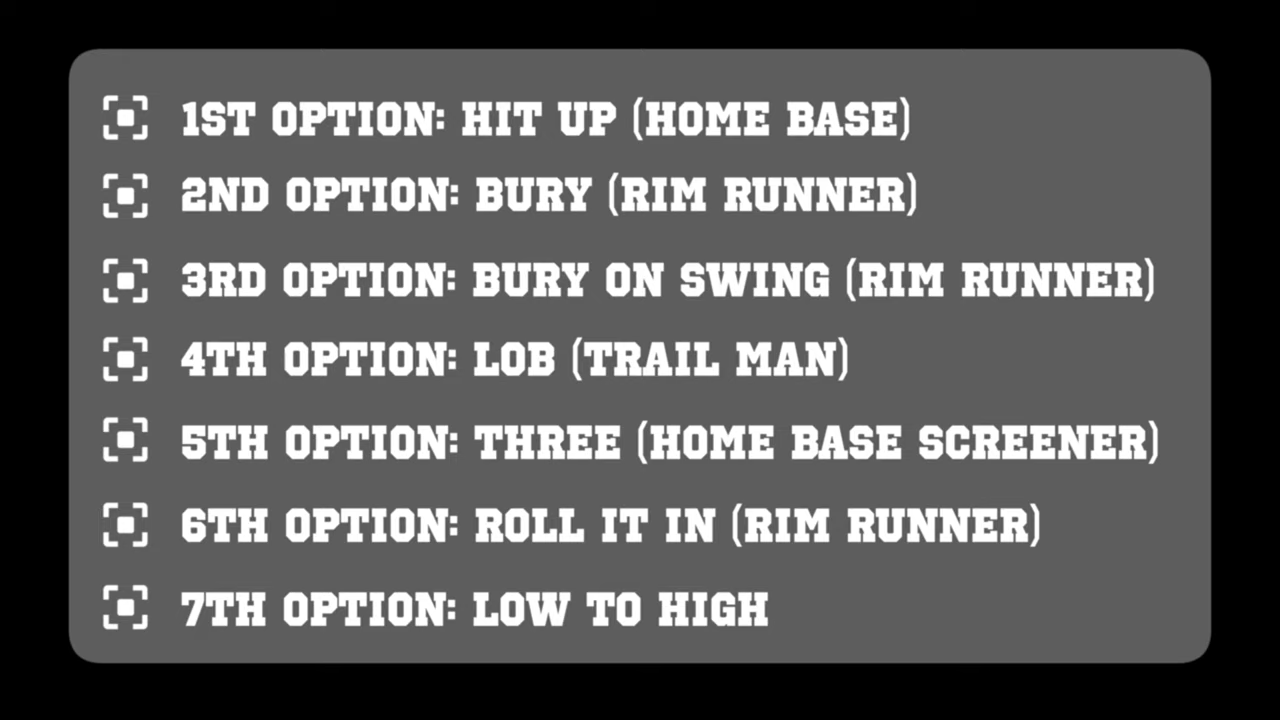 1ST OPTION: HIT UP (HOME BASE)
2ND OPTION: BURY (RIM RUNNER)
3RD OPTION: BURY ON SWING (RIM RUNNER)
4TH OPTION: LOB (TRAIL MAN)
5TH OPTION: THREE (HOME BASE SCREENER)
6TH OPTION: ROLL IT IN (RIM RUNNER)
7TH OPTION: LOW TO HIGH